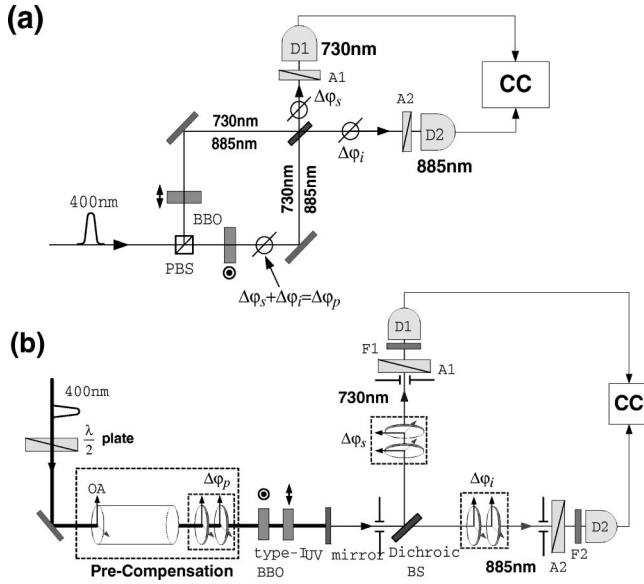 (a)
D1
730nm
A1
Δφs
CC
A2
D2
885nm
Δφi
730nm
885nm
730nm
885nm
400nm
BBO
PBS
Δφs+Δφi=Δφp
(b)
400nm
λ/2 plate
OA
Δφp
Pre-Compensation
type-I
BBO
UV mirror
Dichroic
BS
D1
F1
A1
730nm
Δφs
CC
Δφi
885nm
D2
A2
F2